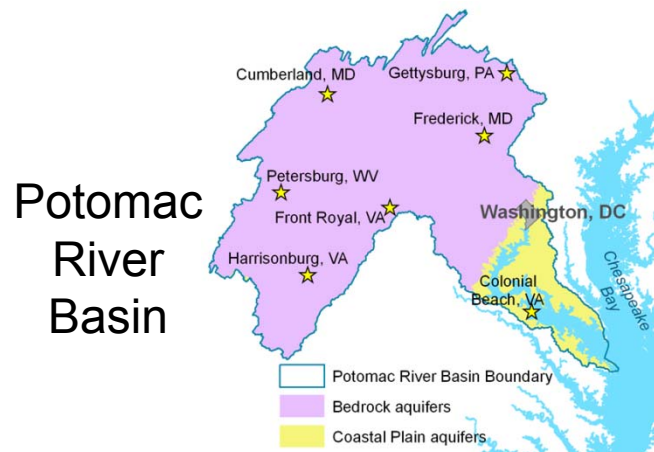 Potomac
River
Basin
Cumberland, MD
Gettysburg, PA
Frederick, MD
Petersburg, WV
Front Royal, VA
Washington, DC
Harrisonburg, VA
Colonial
Beach, VA
Chesapeake
Bay
Potomac River Basin Boundary
Bedrock aquifers
Coastal Plain aquifers